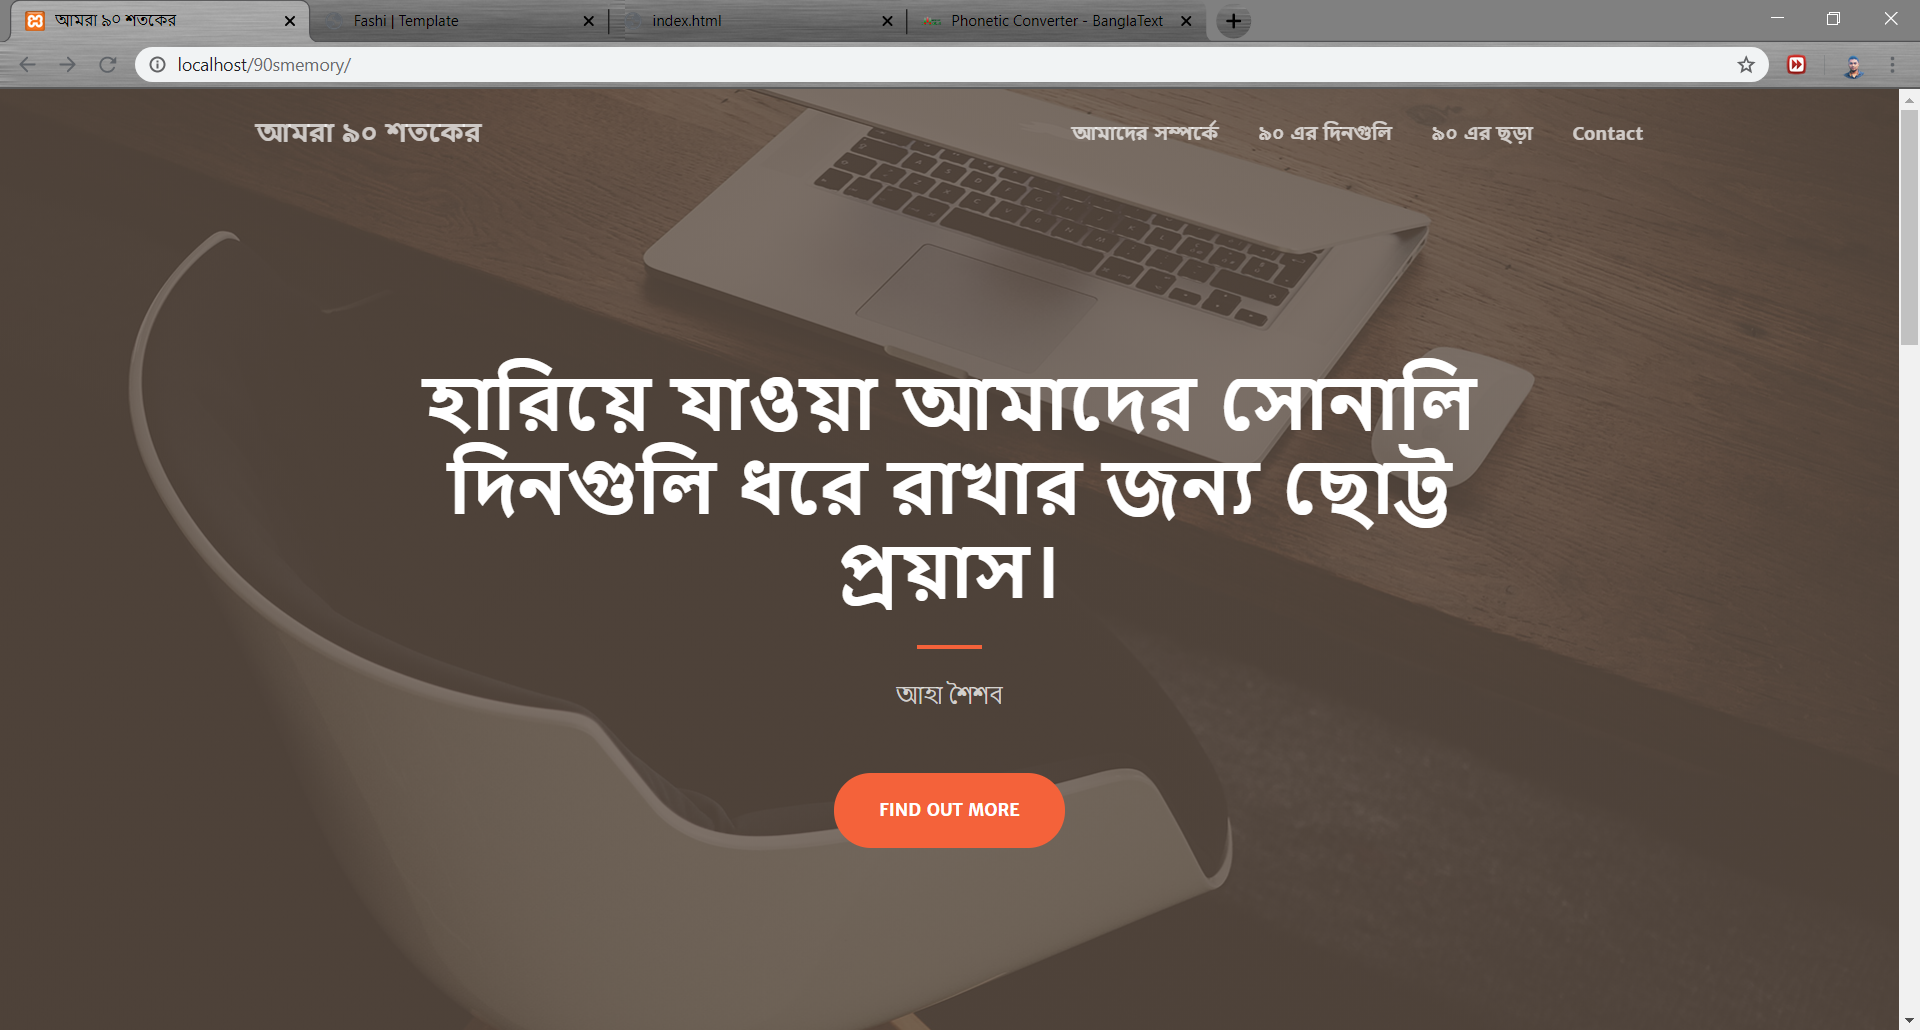 আমরা ৯০ শতকের
Fashi | Template
index.html
Phonetic Converter - BanglaText
localhost/90smemory/
আমরা ৯০ শতকের
আমাদের সম্পর্কে
৯০ এর দিনগুলি
৯০ এর ছড়া
Contact
হারিয়ে যাওয়া আমাদের সোনালি
দিনগুলি ধরে রাখার জন্য ছোট্ট
প্রয়াস।
আহা শৈশব
FIND OUT MORE